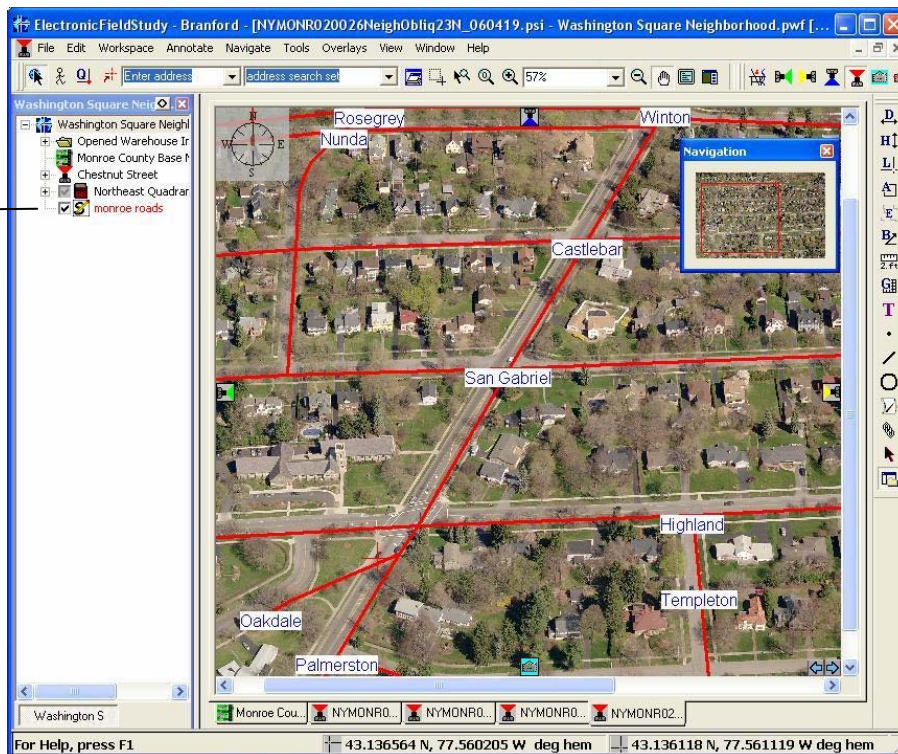 ElectronicFieldStudy - Branford - [NYMONR020026NeighObliq23N_060419.psi - Washington Square Neighborhood.pwf [...
File Edit Workspace Annotate Navigate Tools Overlays View Window Help
Enter address address search set 57%
Washington Square Neig
Washington Square Neighl
Opened Warehouse Ir
Monroe County Base N
Chestnut Street
Northeast Quadrar
monroe roads
N
W E
S
Rosegrey
Nunda
Winton
Navigation
Castlebar
San Gabriel
Highland
Templeton
Oakdale
Palmerston
D
H
L
A
E
B
2.ft
G
T
Washington S
Monroe Cou...
NYMONR0...
NYMONR0...
NYMONR0...
NYMONR02...
For Help, press F1
43.136564 N, 77.560205 W deg hem
43.136118 N, 77.561119 W deg hem